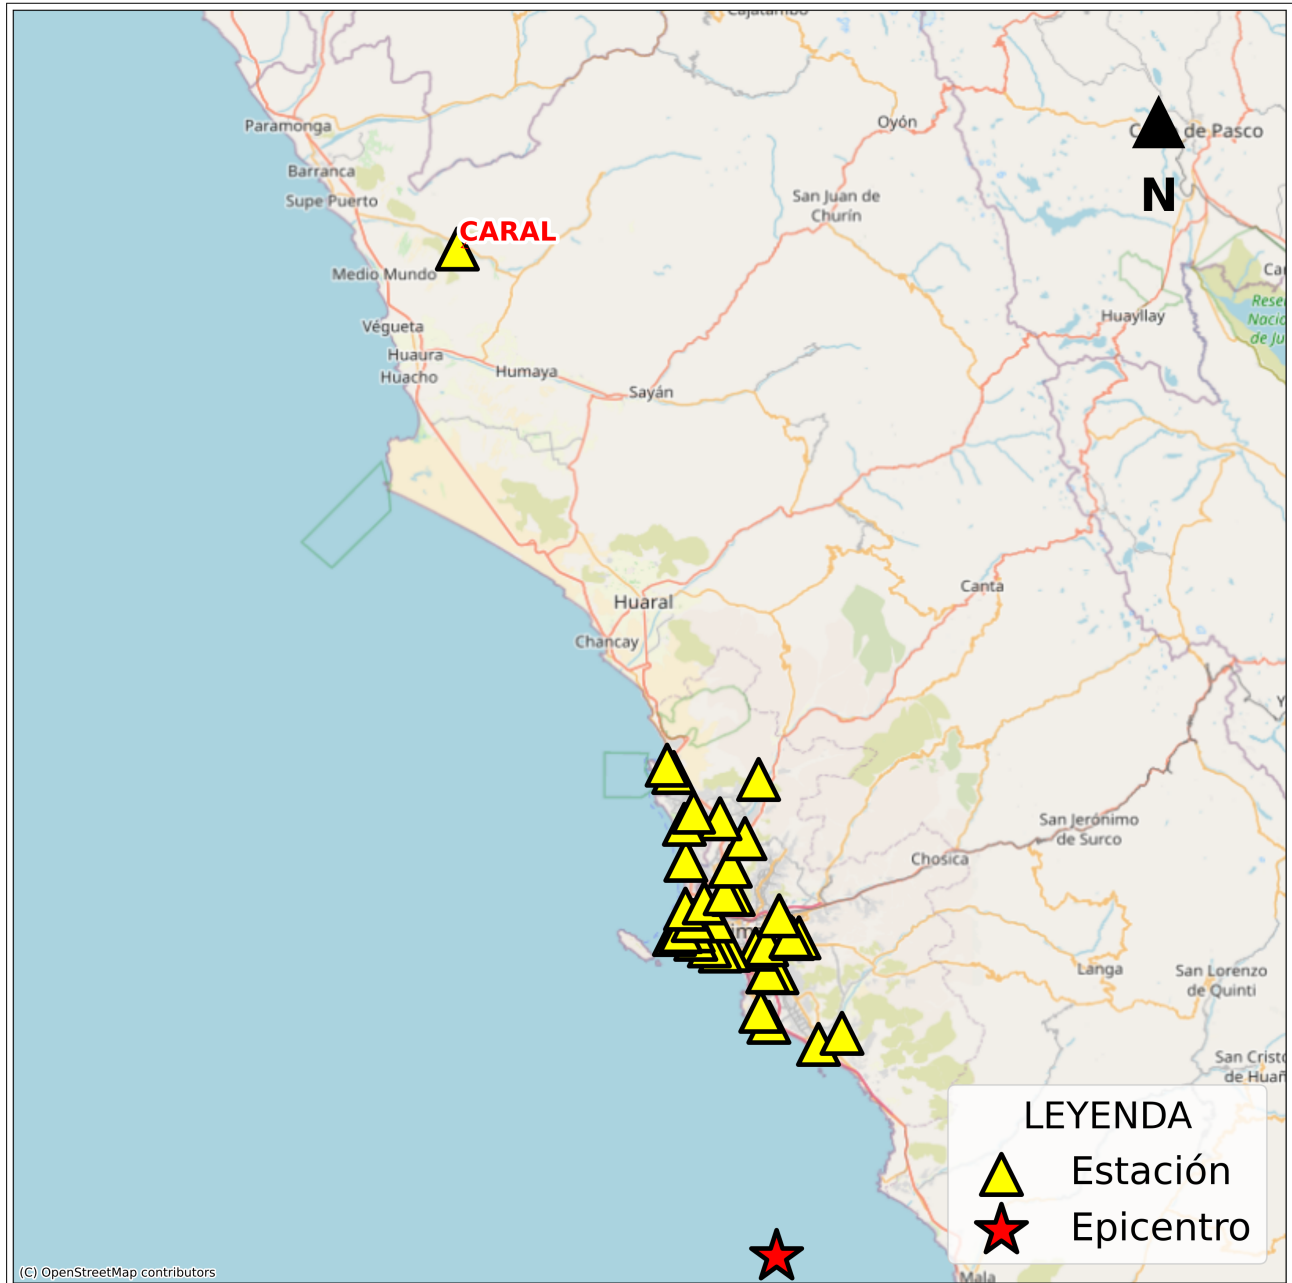 Cajatambo
Paramonga
Oyón
de Pasco
Barranca
Supe Puerto
San Juan de
Churín
N
CARAL
Medio Mundo
Huayllay
Végueta
Huaura
Huacho
Humaya
Sayán
Canta
Huaral
Chancay
San Jerónimo
de Surco
Chosica
Langa
San Lorenzo
de Quinti
LEYENDA
Estación
Epicentro
Mala
(C) OpenStreetMap contributors